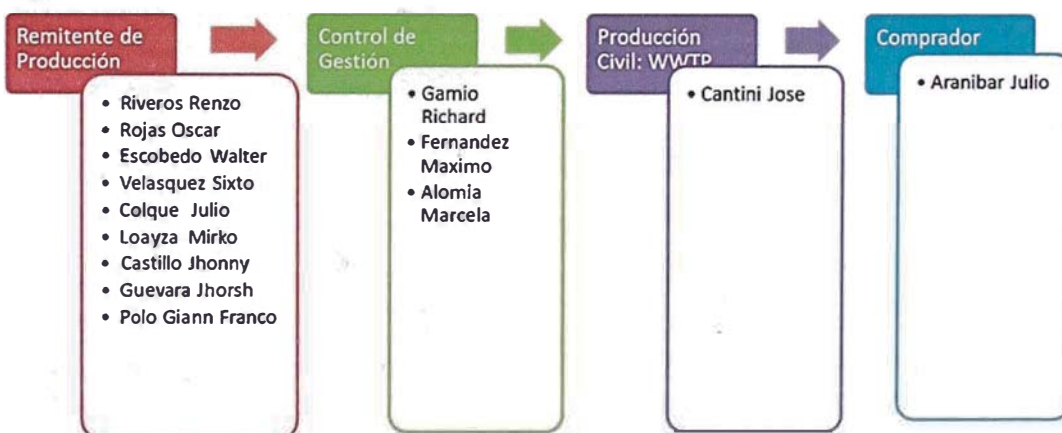 Remitente de
Producción
• Riveros Renzo
• Rojas Oscar
• Escobedo Walter
• Velasquez Sixto
• Colque Julio
• Loayza Mirko
• Castillo Jhonny
• Guevara Jhorsh
• Polo Giann Franco
Control de
Gestión
• Gamio
Richard
• Fernandez
Maximo
• Alomia
Marcela
Producción
Civil: WWTP
• Cantini Jose
Comprador
• Aranibar Julio